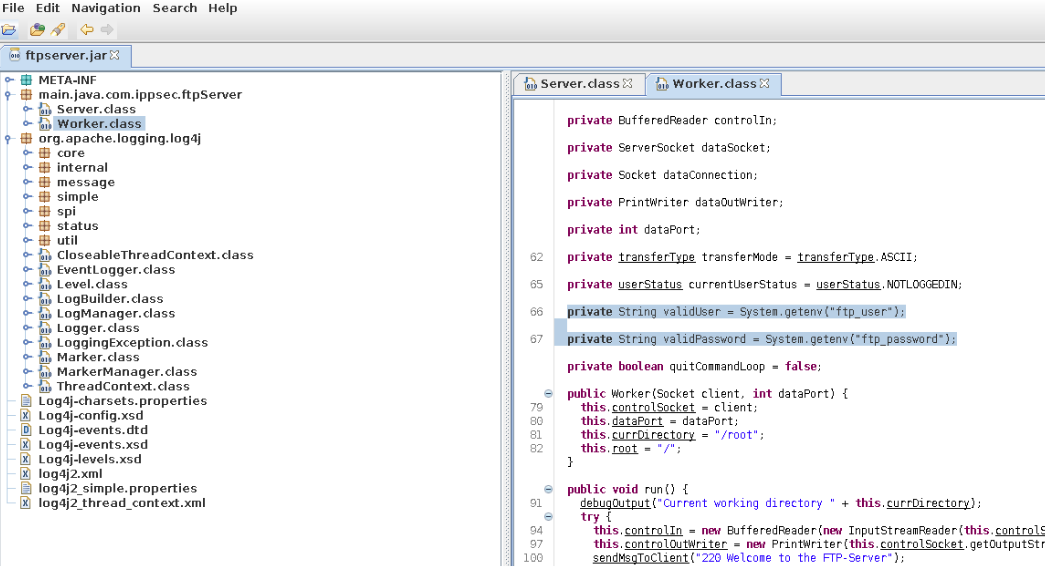 File Edit Navigation Search Help
ftpserver.jar
META-INF
main.java.com.ippsec.ftpServer
Server.class
Worker.class
org.apache.logging.log4j
core
internal
message
simple
spi
status
util
CloseableThreadContext.class
EventLogger.class
Level.class
LogBuilder.class
LogManager.class
Logger.class
LoggingException.class
Marker.class
MarkerManager.class
ThreadContext.class
Log4j-charsets.properties
Log4j-config.xsd
Log4j-events.dtd
Log4j-events.xsd
Log4j-levels.xsd
log4j2.xml
log4j2_simple.properties
log4j2_thread_context.xml
Server.class Worker.class
private BufferedReader controlIn;
private ServerSocket dataSocket;
private Socket dataConnection;
private PrintWriter dataOutWriter;
private int dataPort;
62 private transferType transferMode = transferType.ASCII;
65 private userStatus currentUserStatus = userStatus.NOTLOGGEDIN;
66 private String validUser = System.getenv("ftp_user");
67 private String validPassword = System.getenv("ftp_password");
private boolean quitCommandLoop = false;
public Worker(Socket client, int dataPort) {
79 this.controlSocket = client;
80 this.dataPort = dataPort;
81 this.currDirectory = "/root";
82 this.root = "/";
}
public void run() {
91 debugOutput("Current working directory " + this.currDirectory);
try {
94 this.controlIn = new BufferedReader(new InputStreamReader(this.controlS
97 this.controlOutWriter = new PrintWriter(this.controlSocket.getOutputStr
100 sendMsgToClient("220 Welcome to the FTP-Server");